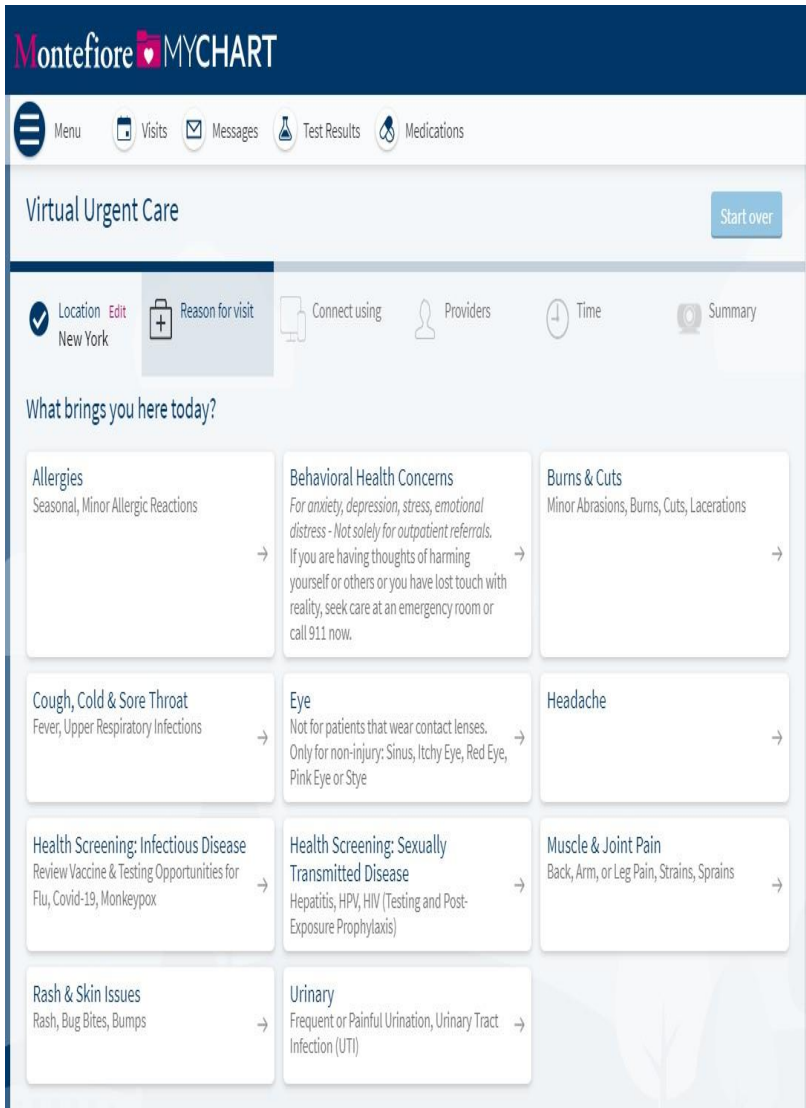 Montefiore MYCHART
Menu Visits Messages Test Results Medications
Virtual Urgent Care
Start over
Location Edit
New York
Reason for visit
Connect using
Providers
Time
Summary
What brings you here today?
Allergies
Seasonal, Minor Allergic Reactions
Behavioral Health Concerns
For anxiety, depression, stress, emotional
distress - Not solely for outpatient referrals.
If you are having thoughts of harming
yourself or others or you have lost touch with
reality, seek care at an emergency room or
call 911 now.
Burns & Cuts
Minor Abrasions, Burns, Cuts, Lacerations
Cough, Cold & Sore Throat
Fever, Upper Respiratory Infections
Eye
Not for patients that wear contact lenses.
Only for non-injury: Sinus, Itchy Eye, Red Eye,
Pink Eye or Stye
Headache
Health Screening: Infectious Disease
Review Vaccine & Testing Opportunities for
Flu, Covid-19, Monkeypox
Health Screening: Sexually
Transmitted Disease
Hepatitis, HPV, HIV (Testing and Post-
Exposure Prophylaxis)
Muscle & Joint Pain
Back, Arm, or Leg Pain, Strains, Sprains
Rash & Skin Issues
Rash, Bug Bites, Bumps
Urinary
Frequent or Painful Urination, Urinary Tract
Infection (UTI)